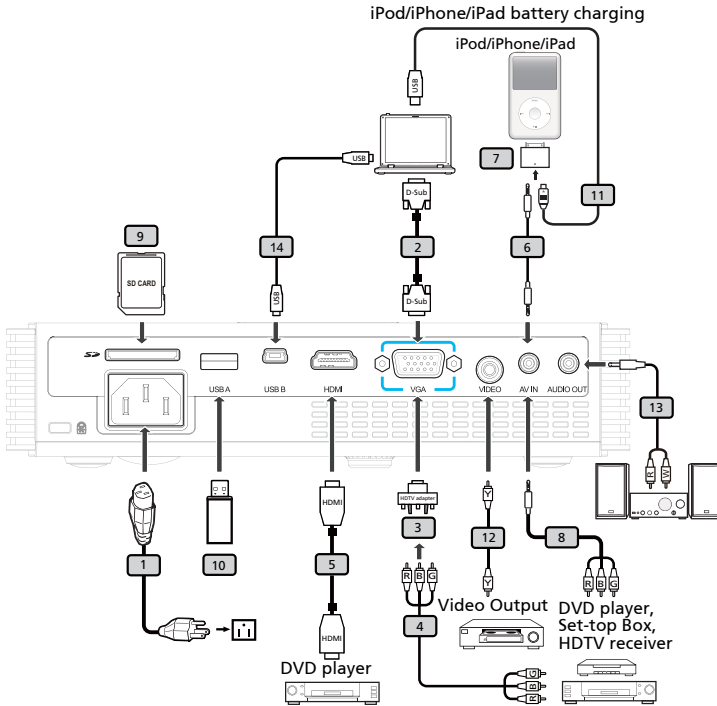 iPod/iPhone/iPad battery charging
iPod/iPhone/iPad
USB
7
USB
D-Sub
11
9
14
2
6
SD CARD
USB
D-Sub
SD
USB A
USB B
HDMI
VGA
VIDEO
AV IN
AUDIO OUT
13
R
W
HDMI
HDTV adapter
Y
3
1
10
5
12
8
R
B
G
R
B
G
4
Y
Video Output
DVD player,
Set-top Box,
HDTV receiver
HDMI
DVD player
G
B
R